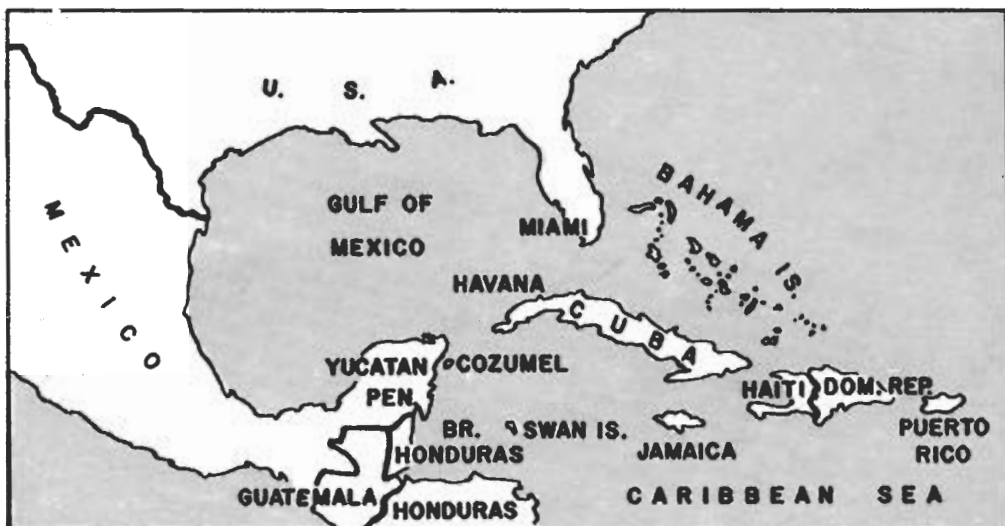 U. S. A.
MEXICO
GULF OF
MEXICO
MIAMI
BAHAMA IS.
HAVANA
CUBA
YUCATAN
PEN.
COZUMEL
HAITI
DOM. REP.
PUERTO
RICO
BR.
HONDURAS
SWAN IS.
JAMAICA
GUATEMALA
HONDURAS
CARIBBEAN SEA